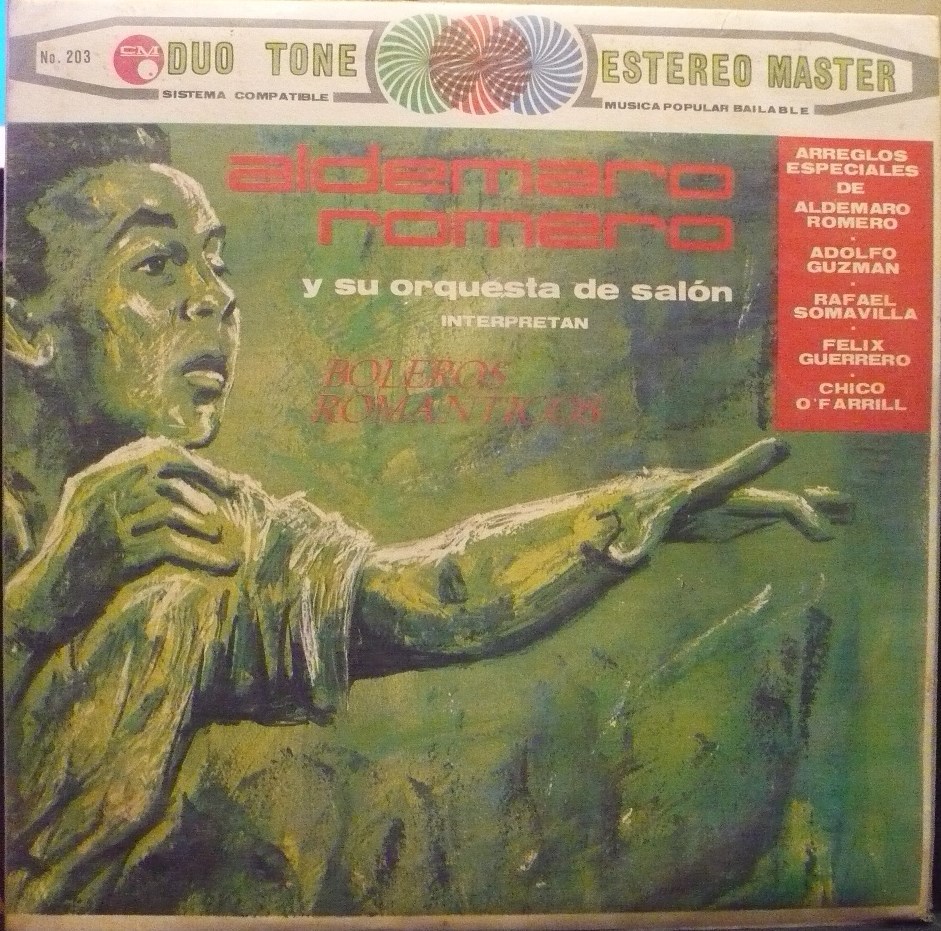 No. 203
CM
DUO TONE
SISTEMA COMPATIBLE
ESTEREO MASTER
MUSICA POPULAR BAILABLE
aldemaro
romero
y su orquesta de salón
INTERPRETAN
BOLEROS
ROMANTICOS
ARREGLOS
ESPECIALES
DE
ALDEMARO
ROMERO
·
ADOLFO
GUZMAN
·
RAFAEL
SOMAVILLA
·
FELIX
GUERRERO
·
CHICO
O'FARRILL